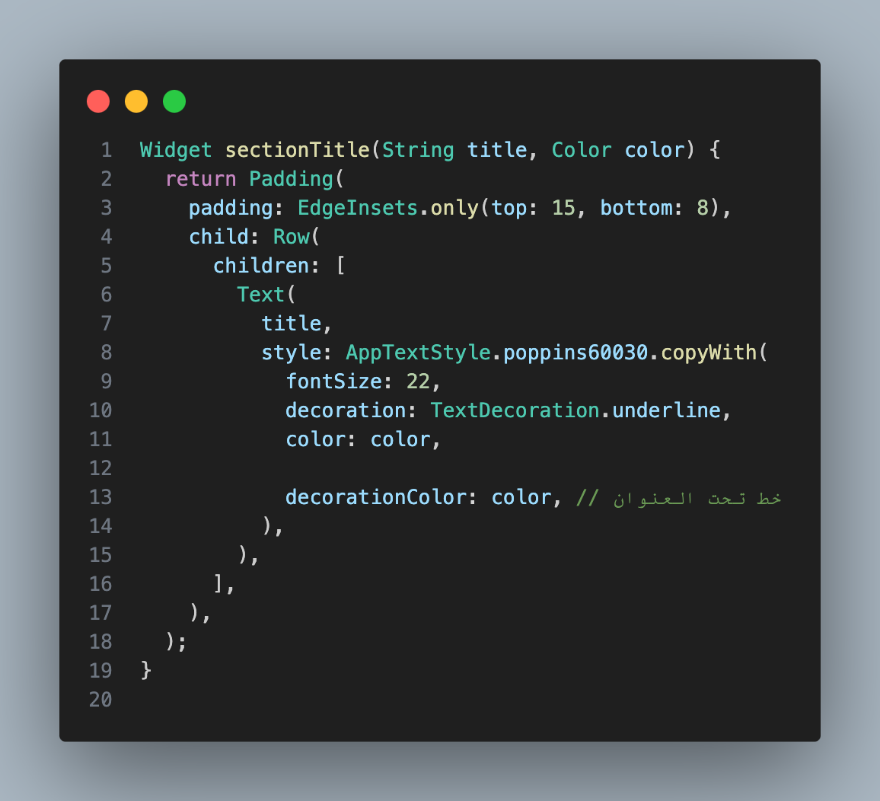 1 Widget sectionTitle(String title, Color color) {
2   return Padding(
3     padding: EdgeInsets.only(top: 15, bottom: 8),
4     child: Row(
5       children: [
6         Text(
7           title,
8           style: AppTextStyle.poppins60030.copyWith(
9             fontSize: 22,
10             decoration: TextDecoration.underline,
11             color: color,
12
13             decorationColor: color, // خط تحت العنوان
14           ),
15         ),
16       ],
17     ),
18   );
19 }
20